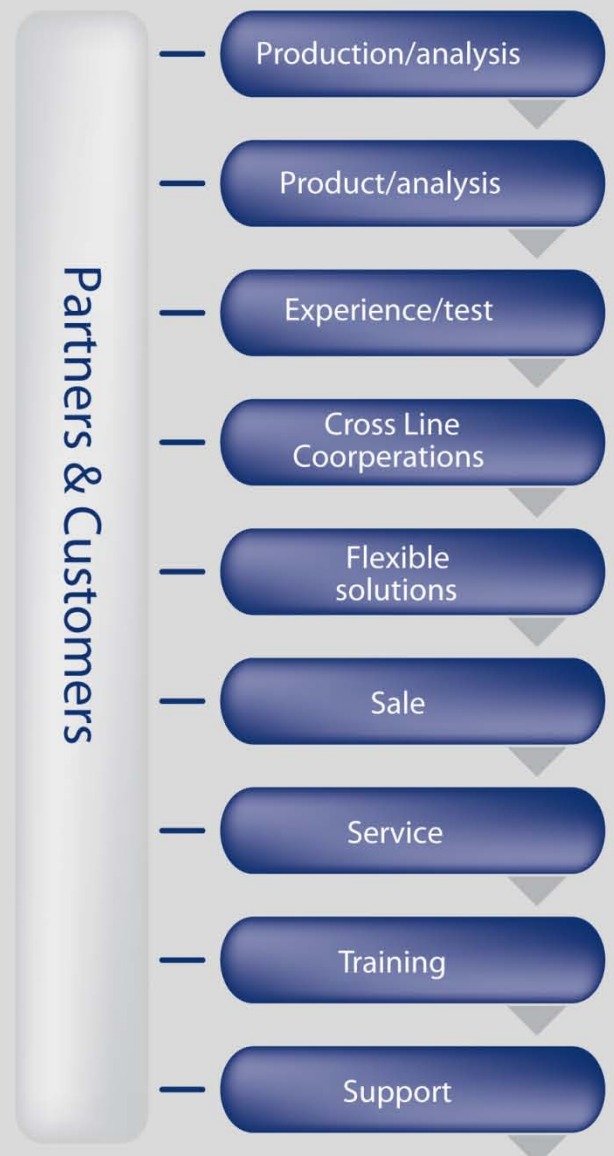 Partners & Customers
Production/analysis
Product/analysis
Experience/test
Cross Line
Coorperations
Flexible
solutions
Sale
Service
Training
Support